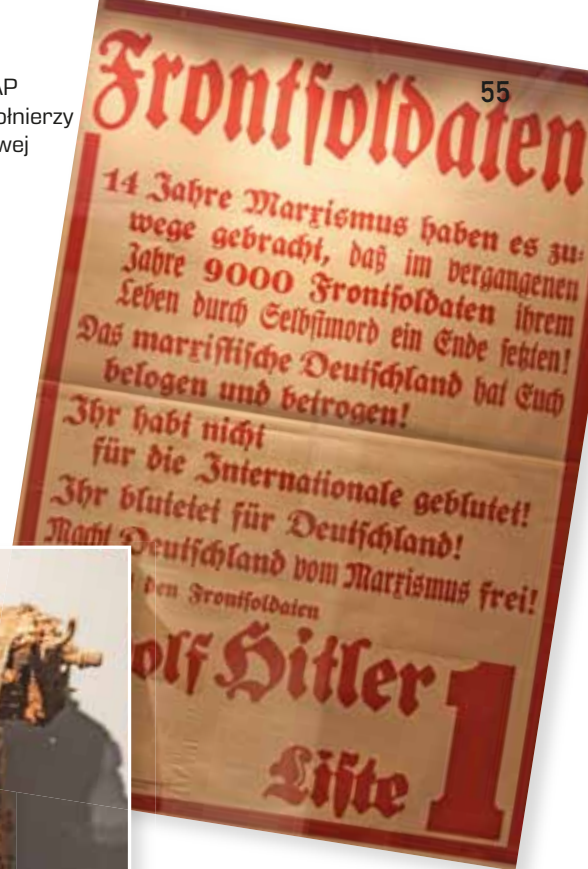 AP
ołnierzy
wej
55
Frontsoldaten
14 Jahre Marxismus haben es zu=
wege gebracht, daß im vergangenen
Jahre 9000 Frontsoldaten ihrem
Leben durch Selbstmord ein Ende setzten!
Das marxistische Deutschland hat Euch
belogen und betrogen!
Ihr habt nicht
für die Internationale geblutet!
Ihr blutetet für Deutschland!
Macht Deutschland vom Marxismus frei!
den Frontsoldaten
olf Hitler
Liste 1